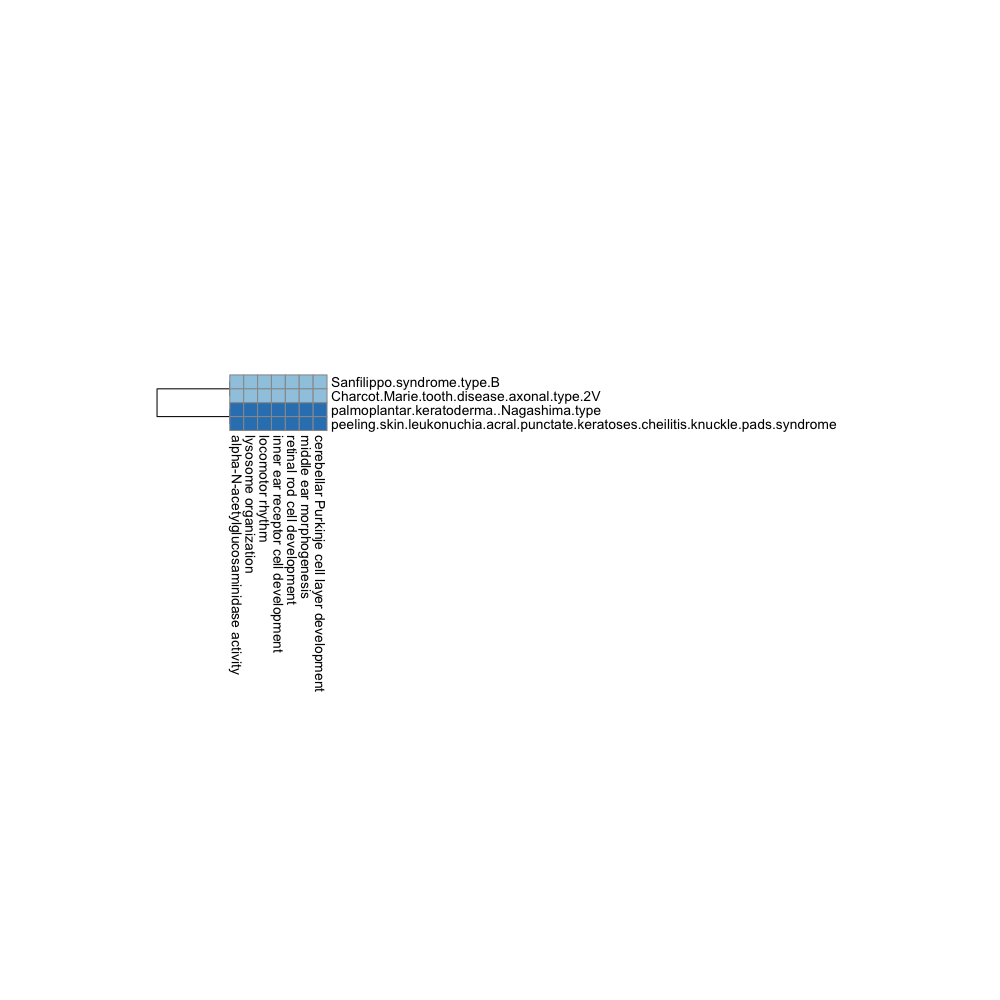 Sanfilippo.syndrome.type.B
Charcot.Marie.tooth.disease.axonal.type.2V
palmoplantar.keratoderma..Nagashima.type
peeling.skin.leukonuchia.acral.punctate.keratoses.cheilitis.knuckle.pads.syndrome
alpha-N-acetylglucosaminidase activity
lysosome organization
locomotor rhythm
inner ear receptor cell development
retinal rod cell development
middle ear morphogenesis
cerebellar Purkinje cell layer development